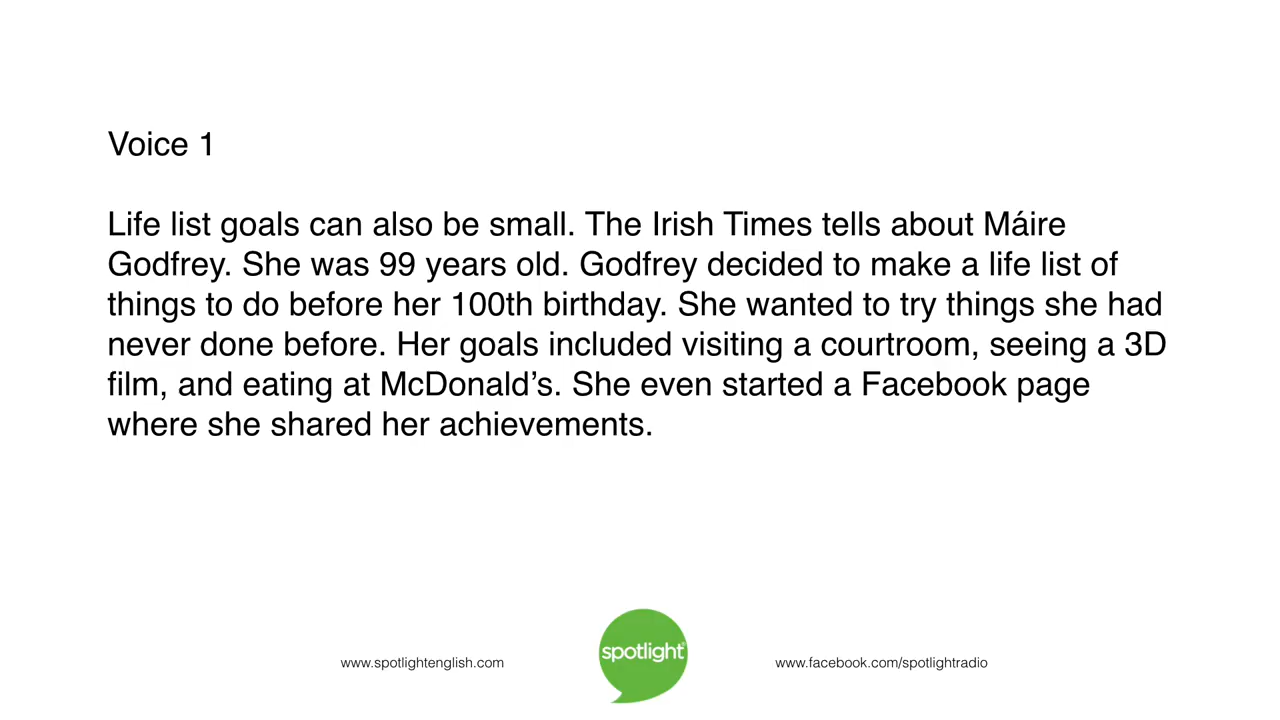 Voice 1
Life list goals can also be small. The Irish Times tells about Máire
Godfrey. She was 99 years old. Godfrey decided to make a life list of
things to do before her 100th birthday. She wanted to try things she had
never done before. Her goals included visiting a courtroom, seeing a 3D
film, and eating at McDonald’s. She even started a Facebook page
where she shared her achievements.
www.spotlightenglish.com
spotlight®
www.facebook.com/spotlightradio